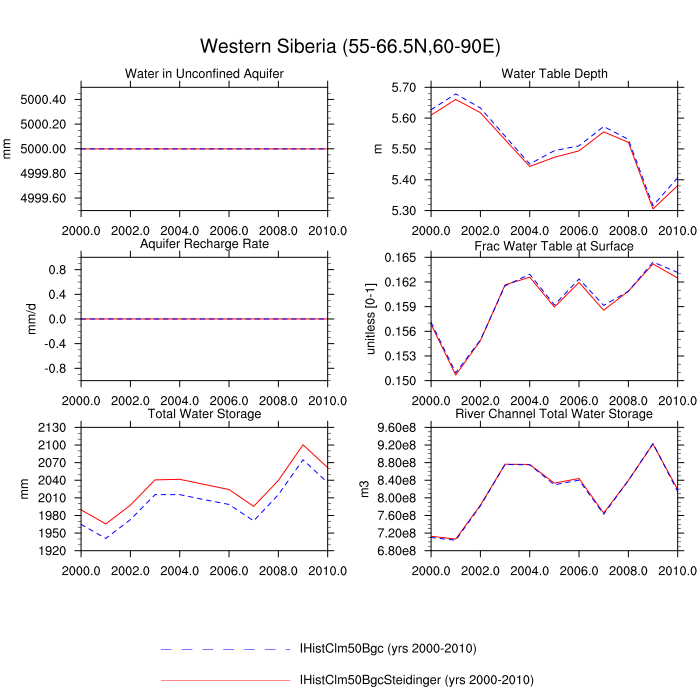 Western Siberia (55-66.5N,60-90E)
Water in Unconfined Aquifer
5000.40
5000.20
5000.00
4999.80
4999.60
mm
2000.0 2002.0 2004.0 2006.0 2008.0 2010.0
Water Table Depth
5.70
5.60
5.50
5.40
5.30
m
2000.0 2002.0 2004.0 2006.0 2008.0 2010.0
Aquifer Recharge Rate
0.8
0.4
0.0
-0.4
-0.8
mm/d
2000.0 2002.0 2004.0 2006.0 2008.0 2010.0
Frac Water Table at Surface
0.165
0.162
0.159
0.156
0.153
0.150
unitless [0-1]
2000.0 2002.0 2004.0 2006.0 2008.0 2010.0
Total Water Storage
2130
2100
2070
2040
2010
1980
1950
1920
mm
2000.0 2002.0 2004.0 2006.0 2008.0 2010.0
River Channel Total Water Storage
9.60e8
9.20e8
8.80e8
8.40e8
8.00e8
7.60e8
7.20e8
6.80e8
m3
2000.0 2002.0 2004.0 2006.0 2008.0 2010.0
IHistClm50Bgc (yrs 2000-2010)
IHistClm50BgcSteidinger (yrs 2000-2010)